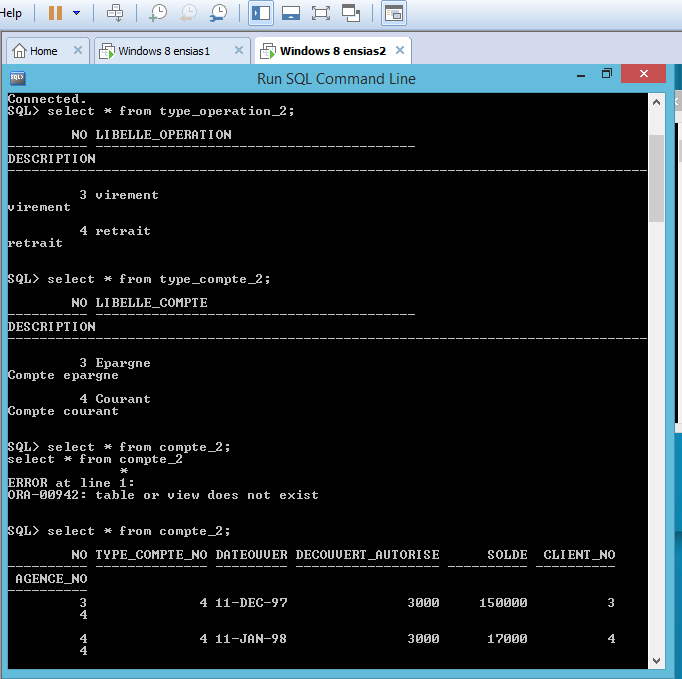 Help
Home
Windows 8 ensias1
Windows 8 ensias2
SQL>
Run SQL Command Line
Connected.
SQL> select * from type_operation_2;
NO LIBELLE_OPERATION
---------- ----------------------------------------
DESCRIPTION
--------------------------------------------------------------------------------
3 virement
virement
4 retrait
retrait
SQL> select * from type_compte_2;
NO LIBELLE_COMPTE
---------- ----------------------------------------
DESCRIPTION
--------------------------------------------------------------------------------
3 Epargne
Compte epargne
4 Courant
Compte courant
SQL> select * from compte_2;
select * from compte_2
*
ERROR at line 1:
ORA-00942: table or view does not exist
SQL> select * from compte_2;
NO TYPE_COMPTE_NO DATEOUVER DECOUVERT_AUTORISE SOLDE CLIENT_NO
---------- -------------- --------- ------------------ ---------- ----------
AGENCE_NO
----------
3 4 11-DEC-97 3000 150000 3
4
4 4 11-JAN-98 3000 17000 4
4